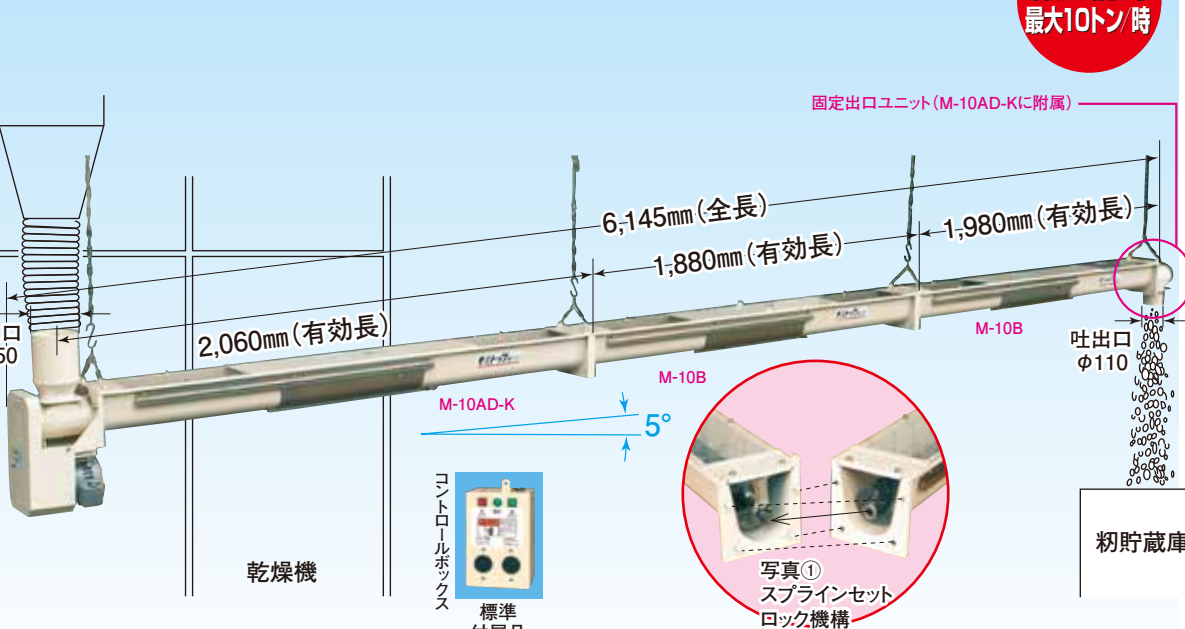 最大10トン/時
固定出口ユニット(M-10AD-Kに附属)
6,145㎜(全長)
1,980㎜(有効長)
1,880㎜(有効長)
2,060㎜(有効長)
口
50
吐出口
φ110
M-10B
M-10B
M-10AD-K
5°
コントロールボックス
標準
乾燥機
写真①
スプラインセット
ロック機構
籾貯蔵庫